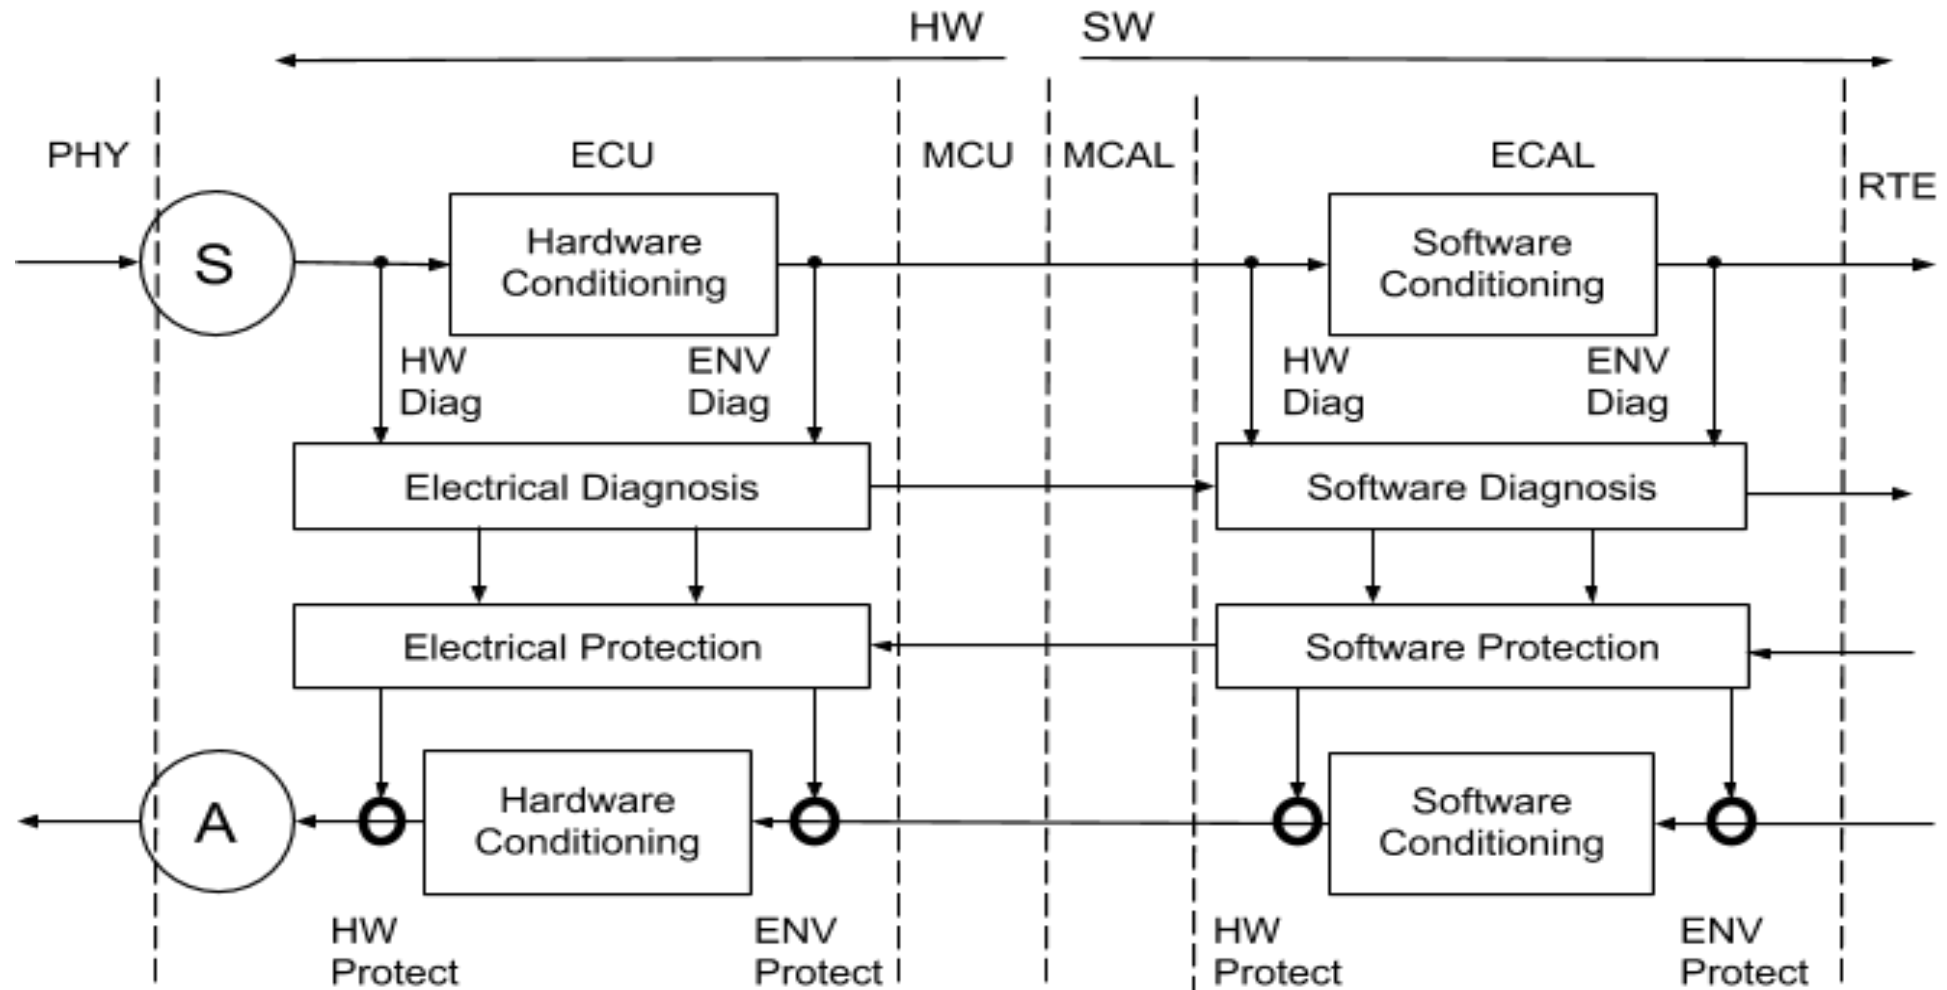 HW SW
PHY ECU MCU MCAL ECAL RTE
S
Hardware
Conditioning
Software
Conditioning
HW
Diag
ENV
Diag
HW
Diag
ENV
Diag
Electrical Diagnosis
Software Diagnosis
Electrical Protection
Software Protection
A
Hardware
Conditioning
Software
Conditioning
HW
Protect
ENV
Protect
HW
Protect
ENV
Protect